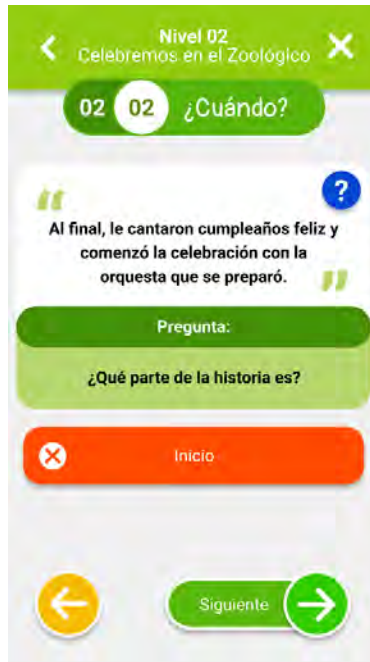 Nivel 02
Celebremos en el Zoológico
02 02 ¿Cuándo?
?
"
Al final, le cantaron cumpleaños feliz y
comenzó la celebración con la
orquesta que se preparó.
"
Pregunta:
¿Qué parte de la historia es?
Inicio
Siguiente